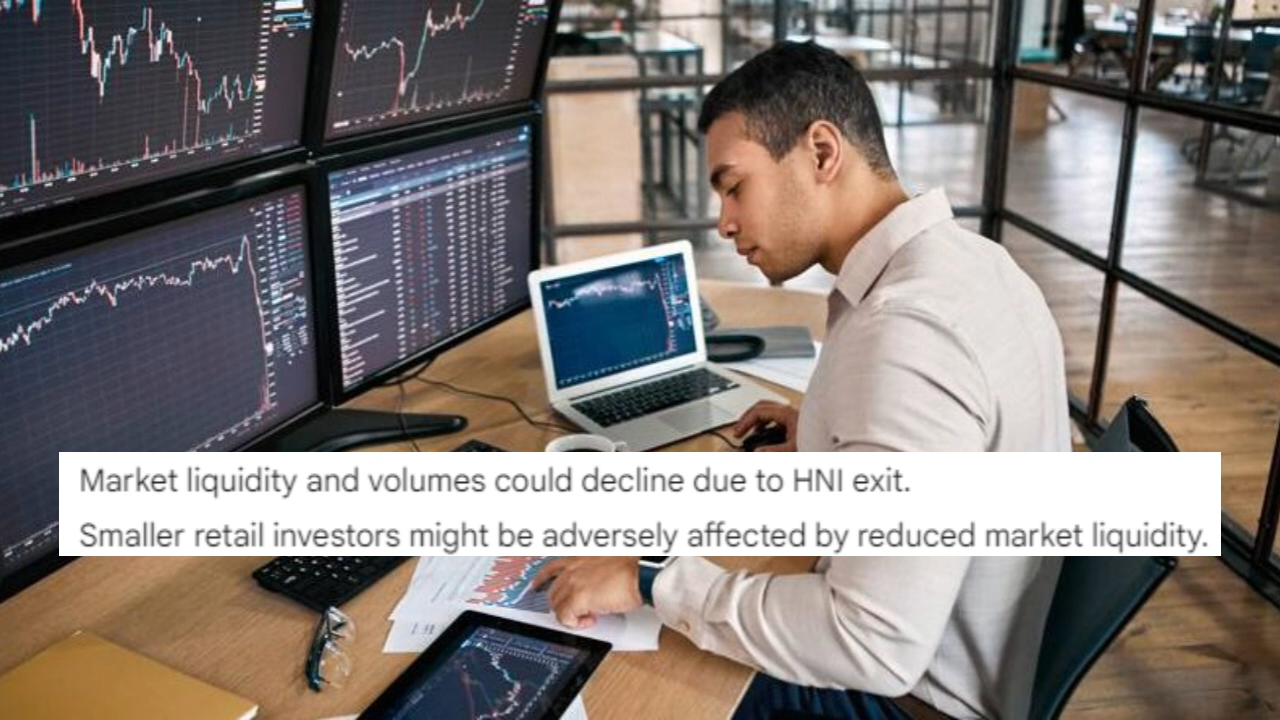 Market liquidity and volumes could decline due to HNI exit.
Smaller retail investors might be adversely affected by reduced market liquidity.